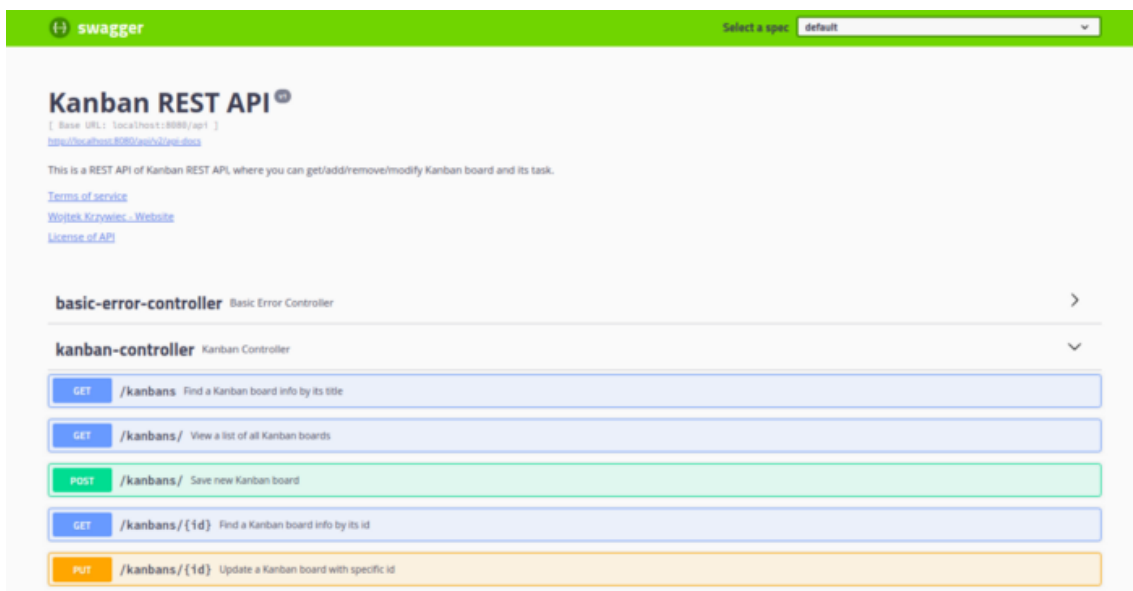 {-} swagger
Select a spec default
Kanban REST API v1
[ Base URL: localhost:8080/api ]
http://localhost:8080/api/v2/api-docs
This is a REST API of Kanban REST API, where you can get/add/remove/modify Kanban board and its task.
Terms of service
Wojtek Krzywiec - Website
License of API
basic-error-controller Basic Error Controller
kanban-controller Kanban Controller
GET /kanbans Find a Kanban board info by its title
GET /kanbans/ View a list of all Kanban boards
POST /kanbans/ Save new Kanban board
GET /kanbans/{id} Find a Kanban board info by its id
PUT /kanbans/{id} Update a Kanban board with specific id